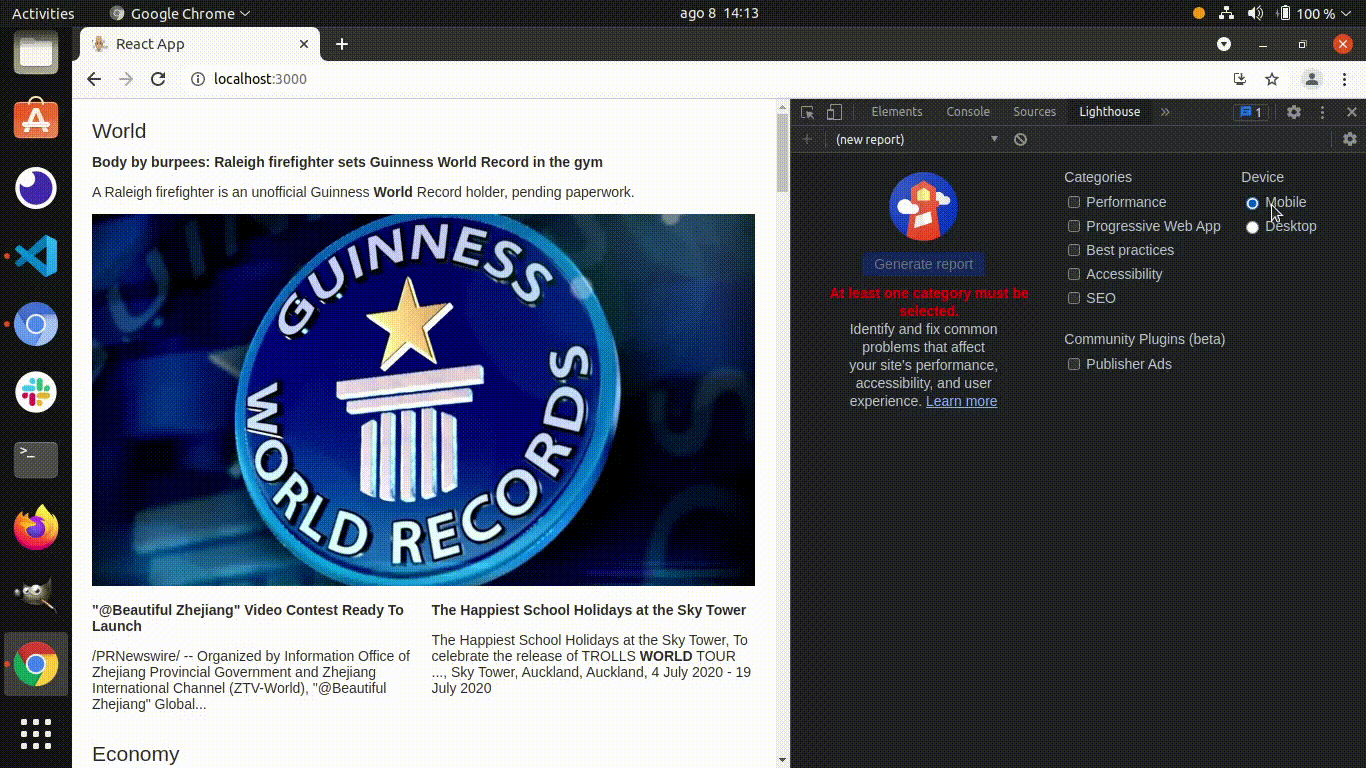 Activities
Google Chrome
ago 8 14:13
100 %
React App
localhost:3000
World
Body by burpees: Raleigh firefighter sets Guinness World Record in the gym
A Raleigh firefighter is an unofficial Guinness World Record holder, pending paperwork.
GUINNESS
WORLD RECORDS
"@Beautiful Zhejiang" Video Contest Ready To
Launch
/PRNewswire/ -- Organized by Information Office of
Zhejiang Provincial Government and Zhejiang
International Channel (ZTV-World), "@Beautiful
Zhejiang" Global...
The Happiest School Holidays at the Sky Tower
The Happiest School Holidays at the Sky Tower, To
celebrate the release of TROLLS WORLD TOUR
..., Sky Tower, Auckland, Auckland, 4 July 2020 - 19
July 2020
Economy
Elements
Console
Sources
Lighthouse
»
1
(new report)
Generate report
At least one category must be
selected.
Identify and fix common
problems that affect
your site's performance,
accessibility, and user
experience. Learn more
Categories
Performance
Progressive Web App
Best practices
Accessibility
SEO
Community Plugins (beta)
Publisher Ads
Device
Mobile
Desktop